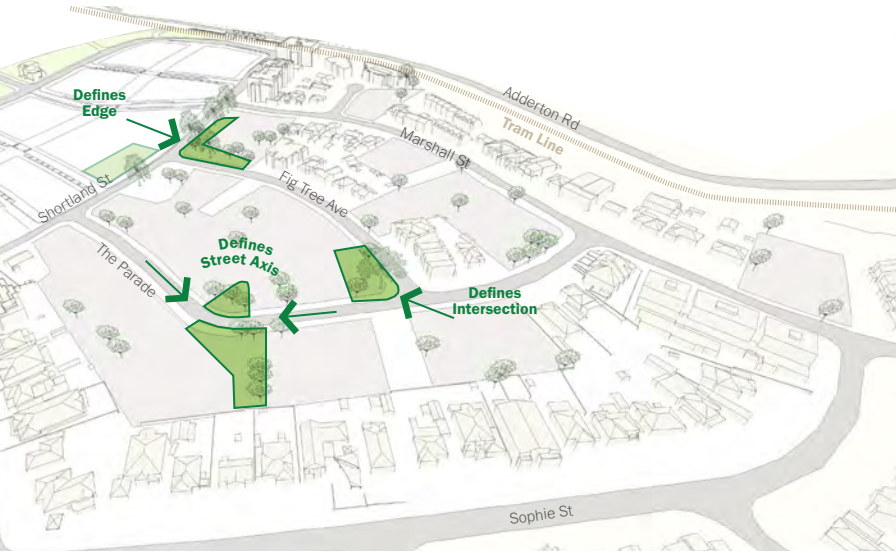 Adderton Rd
Tram Line
Defines
Edge
Marshall St
Shortland St
Fig Tree Ave
The Parade
Defines
Street Axis
Defines
Intersection
Sophie St